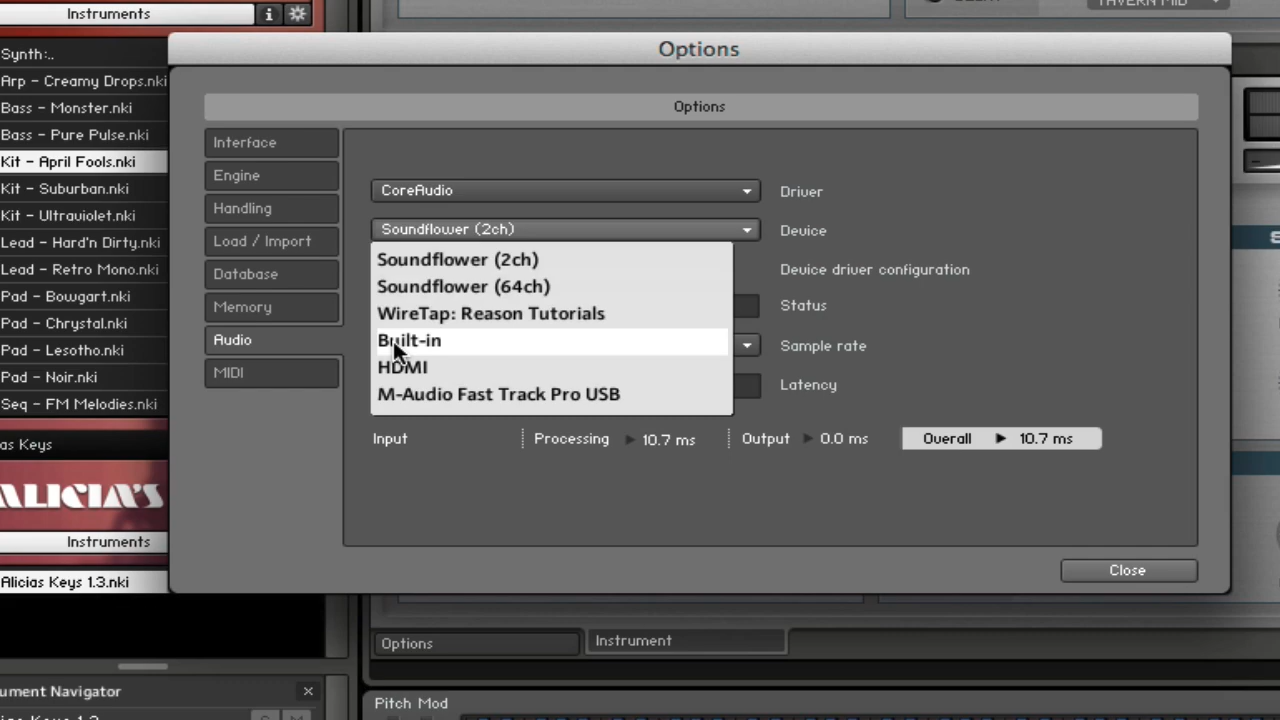 Instruments
TAVERN MID
Synth:..
Options
Arp - Creamy Drops.nki
Bass - Monster.nki
Bass - Pure Pulse.nki
Kit - April Fools.nki
Kit - Suburban.nki
Kit - Ultraviolet.nki
Lead - Hard'n Dirty.nki
Lead - Retro Mono.nki
Pad - Bowgart.nki
Pad - Chrystal.nki
Pad - Lesotho.nki
Pad - Noir.nki
Seq - FM Melodies.nki
as Keys
ALICIA'S
Instruments
Alicias Keys 1.3.nki
ument Navigator
Options
Interface
Engine
Handling
Load / Import
Database
Memory
Audio
MIDI
CoreAudio
Driver
Soundflower (2ch)
Device
Soundflower (2ch)
Soundflower (64ch)
WireTap: Reason Tutorials
Built-in
HDMI
M-Audio Fast Track Pro USB
Device driver configuration
Status
Sample rate
Latency
Input
Processing 10.7 ms
Output 0.0 ms
Overall 10.7 ms
Close
Options
Instrument
Pitch Mod